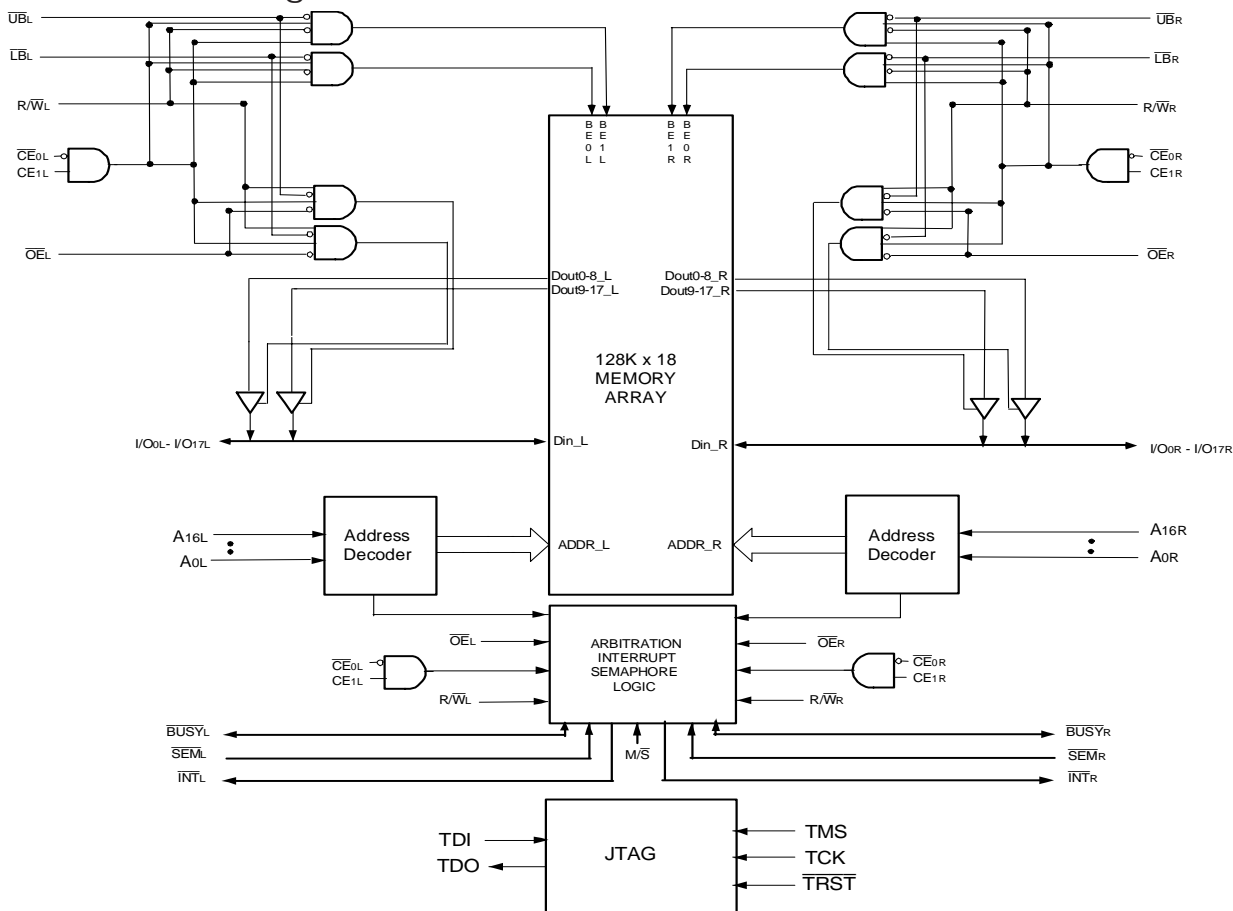 UBL
LBL
R/WL
CE0L
CE1L
OEL
UBR
LBR
R/WR
CE0R
CE1R
OER
BE0L
BE1L
BE1R
BE0R
Dout0-8_L
Dout9-17_L
Dout0-8_R
Dout9-17_R
128K x 18
MEMORY
ARRAY
I/O0L- I/O17L
Din_L
Din_R
I/O0R - I/O17R
A16L
A0L
Address
Decoder
ADDR_L
ADDR_R
Address
Decoder
A16R
A0R
OEL
CE0L
CE1L
R/WL
ARBITRATION
INTERRUPT
SEMAPHORE
LOGIC
OER
CE0R
CE1R
R/WR
BUSYL
SEML
INTL
M/S
BUSYR
SEMR
INTR
TDI
TDO
JTAG
TMS
TCK
TRST